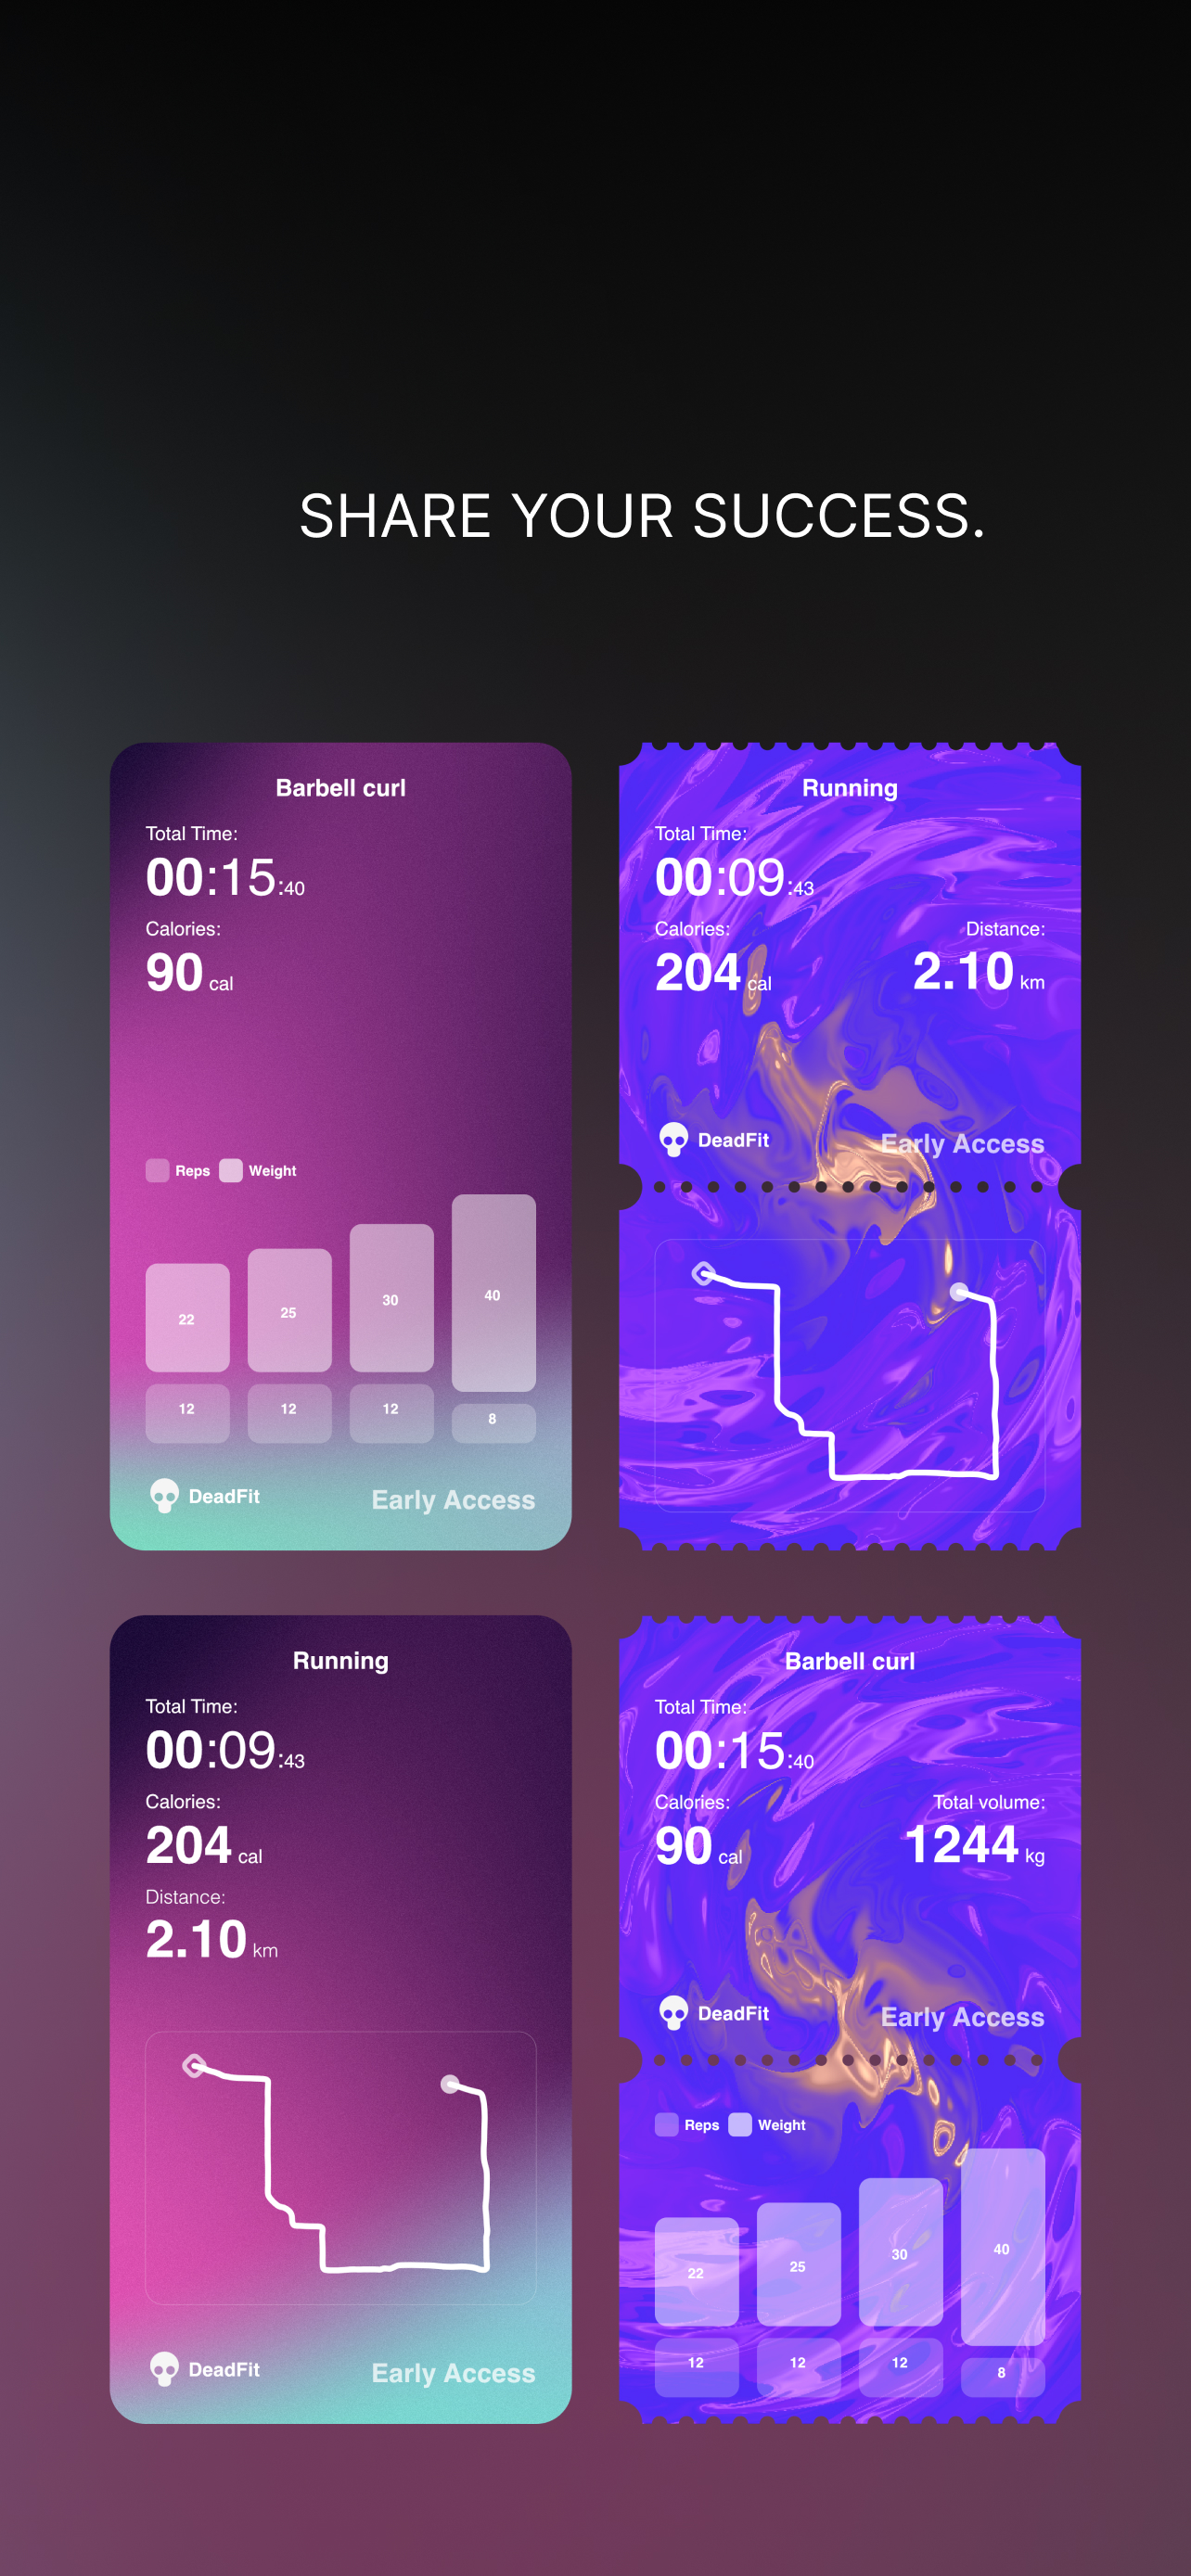 SHARE YOUR SUCCESS.
Barbell curl
Total Time:
00:15:40
Calories:
90 cal
Reps Weight
22 25 30 40
12 12 12 8
DeadFit Early Access
Running
Total Time:
00:09:43
Calories: Distance:
204 cal 2.10 km
DeadFit Early Access
Running
Total Time:
00:09:43
Calories:
204 cal
Distance:
2.10 km
DeadFit Early Access
Barbell curl
Total Time:
00:15:40
Calories: Total volume:
90 cal 1244 kg
DeadFit Early Access
Reps Weight
22 25 30 40
12 12 12 8